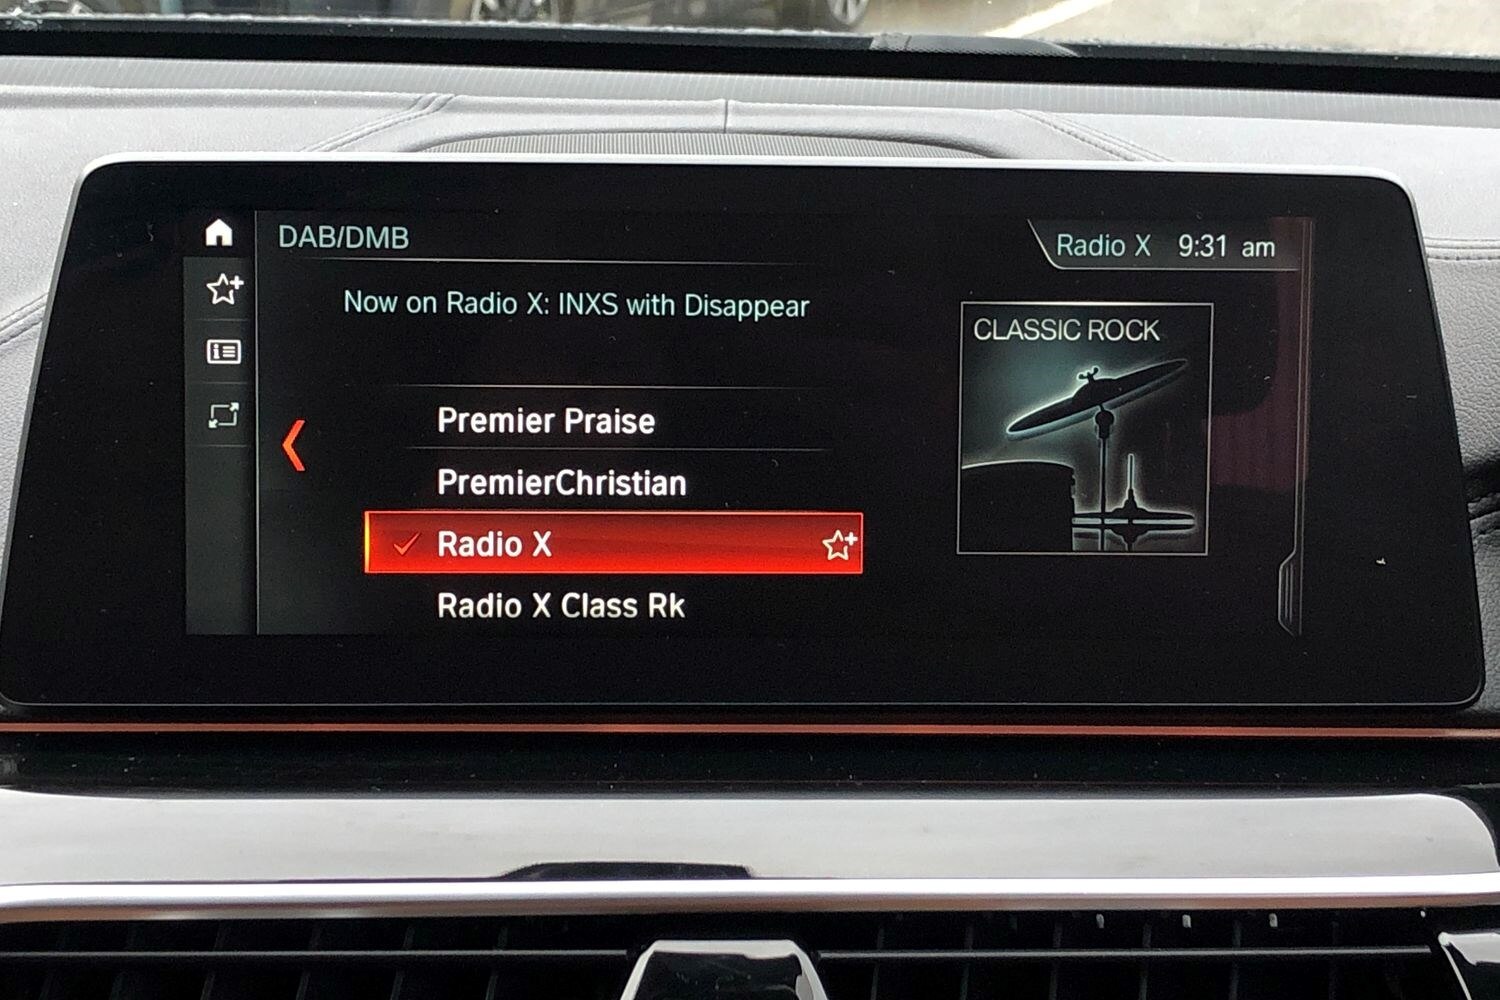 DAB/DMB
Radio X 9:31 am
Now on Radio X: INXS with Disappear
CLASSIC ROCK
Premier Praise
PremierChristian
Radio X
Radio X Class Rk